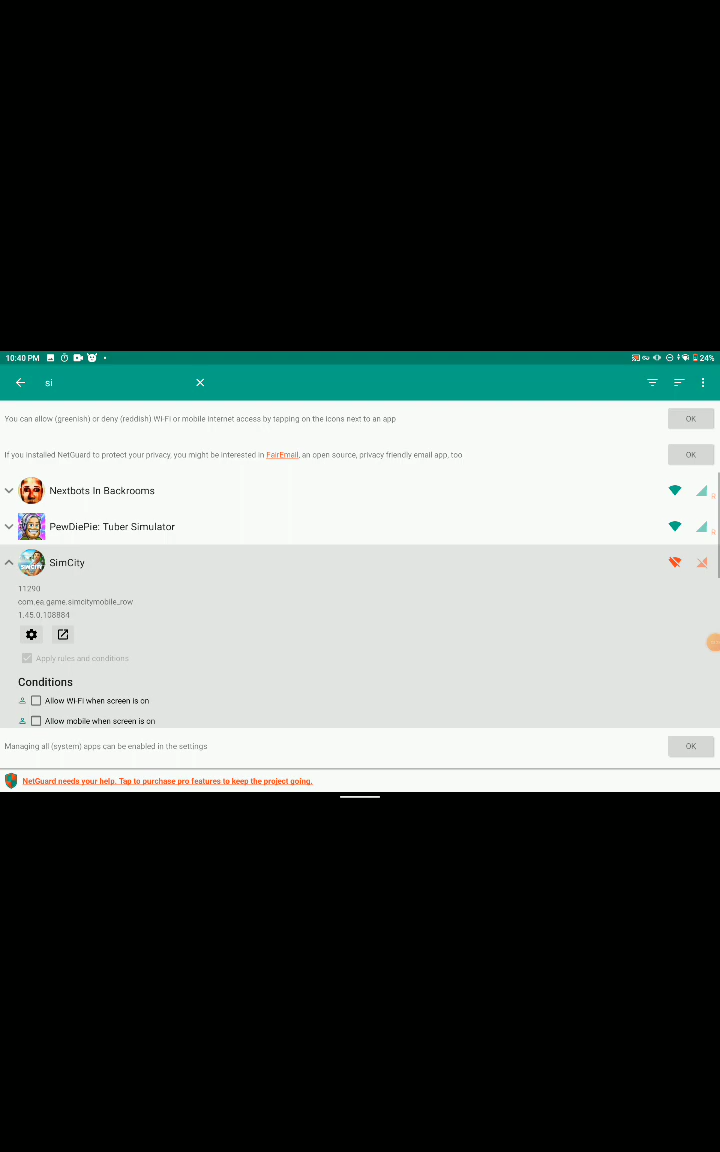 10:40 PM
24%
si
You can allow (greenish) or deny (reddish) Wi-Fi or mobile internet access by tapping on the icons next to an app
OK
If you installed NetGuard to protect your privacy, you might be interested in FairEmail, an open source, privacy friendly email app, too
OK
Nextbots In Backrooms
PewDiePie: Tuber Simulator
SimCity
11290
com.ea.game.simcitymobile_row
1.45.0.108884
Apply rules and conditions
Conditions
Allow Wi-Fi when screen is on
Allow mobile when screen is on
Managing all (system) apps can be enabled in the settings
OK
NetGuard needs your help. Tap to purchase pro features to keep the project going.